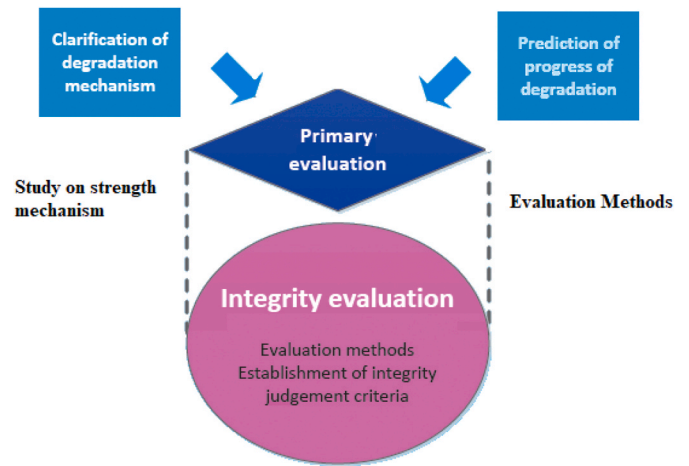 Clarification of
degradation
mechanism
Prediction of
progress of
degradation
Primary
evaluation
Study on strength
mechanism
Evaluation Methods
Integrity evaluation
Evaluation methods
Establishment of integrity
judgement criteria